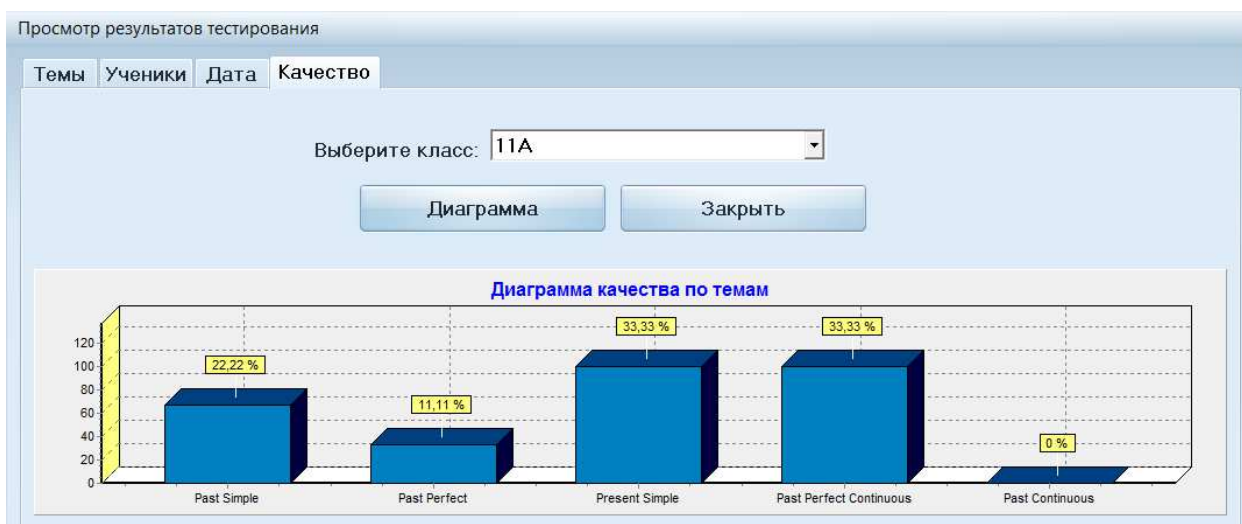 Просмотр результатов тестирования
Темы Ученики Дата Качество
Выберите класс: 11А
Диаграмма Закрыть
Диаграмма качества по темам
120
100
80
60
40
20
0
22,22 % 11,11 % 33,33 % 33,33 % 0 %
Past Simple Past Perfect Present Simple Past Perfect Continuous Past Continuous